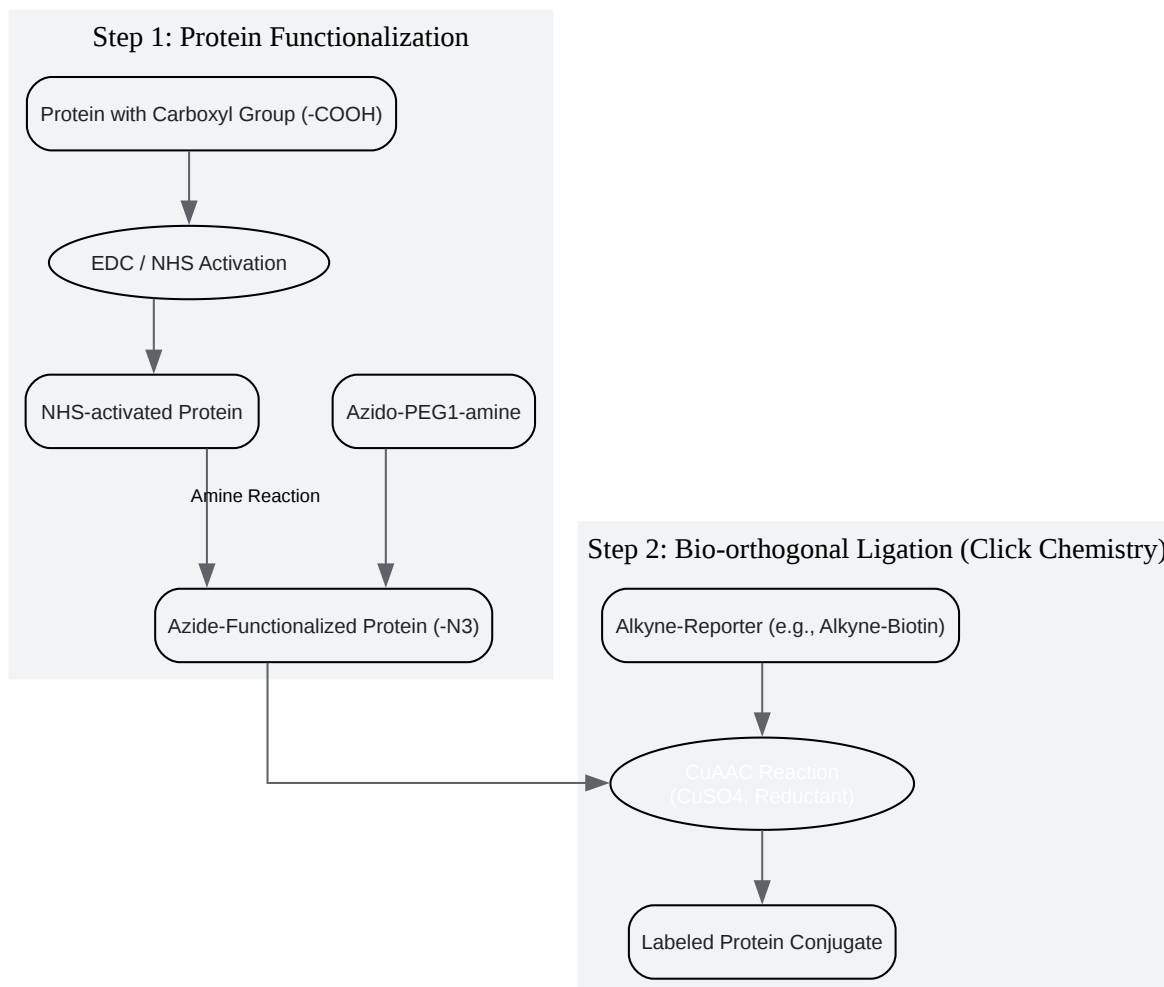 Step 1: Protein Functionalization
Protein with Carboxyl Group (-COOH)
EDC / NHS Activation
NHS-activated Protein
Azido-PEG1-amine
Amine Reaction
Azide-Functionalized Protein (-N3)
Step 2: Bio-orthogonal Ligation (Click Chemistry)
Alkyne-Reporter (e.g., Alkyne-Biotin)
CuAAC Reaction
(CuSO4, Reductant)
Labeled Protein Conjugate